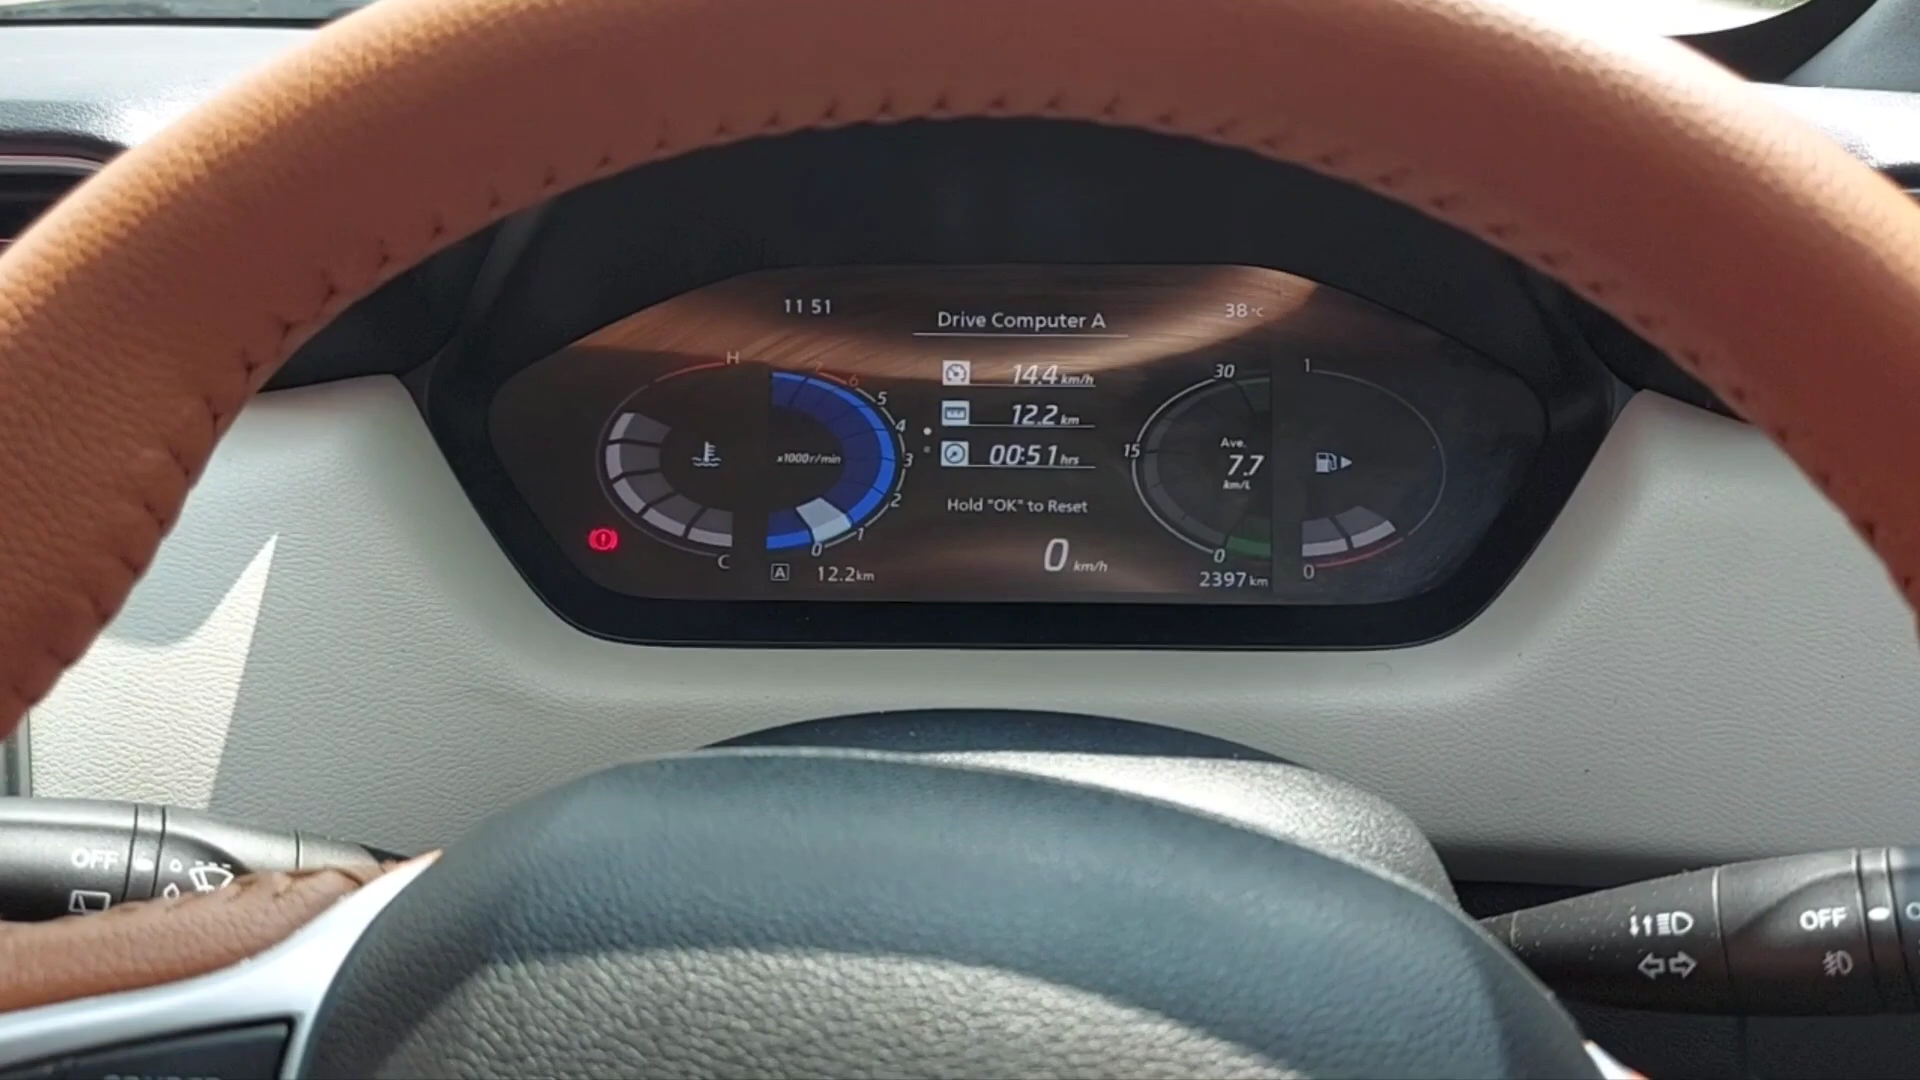 11 51
Drive Computer A
38 °C
H
7
6
5
4
3
2
1
0
x1000 r/min
C
14.4 km/h
12.2 km
00:51 hrs
Hold "OK" to Reset
0 km/h
A 12.2 km
30
15
0
Ave.
7.7
km/L
2397 km
1
0
OFF
OFF